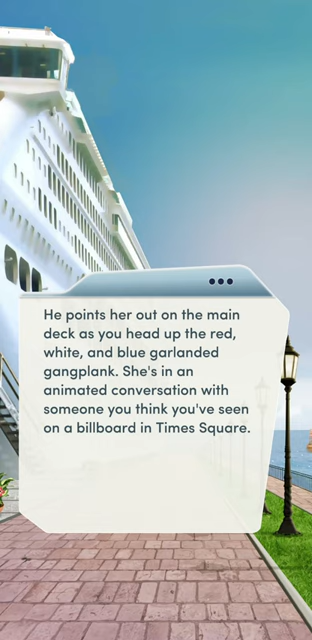 He points her out on the main
deck as you head up the red,
white, and blue garlanded
gangplank. She's in an
animated conversation with
someone you think you've seen
on a billboard in Times Square.